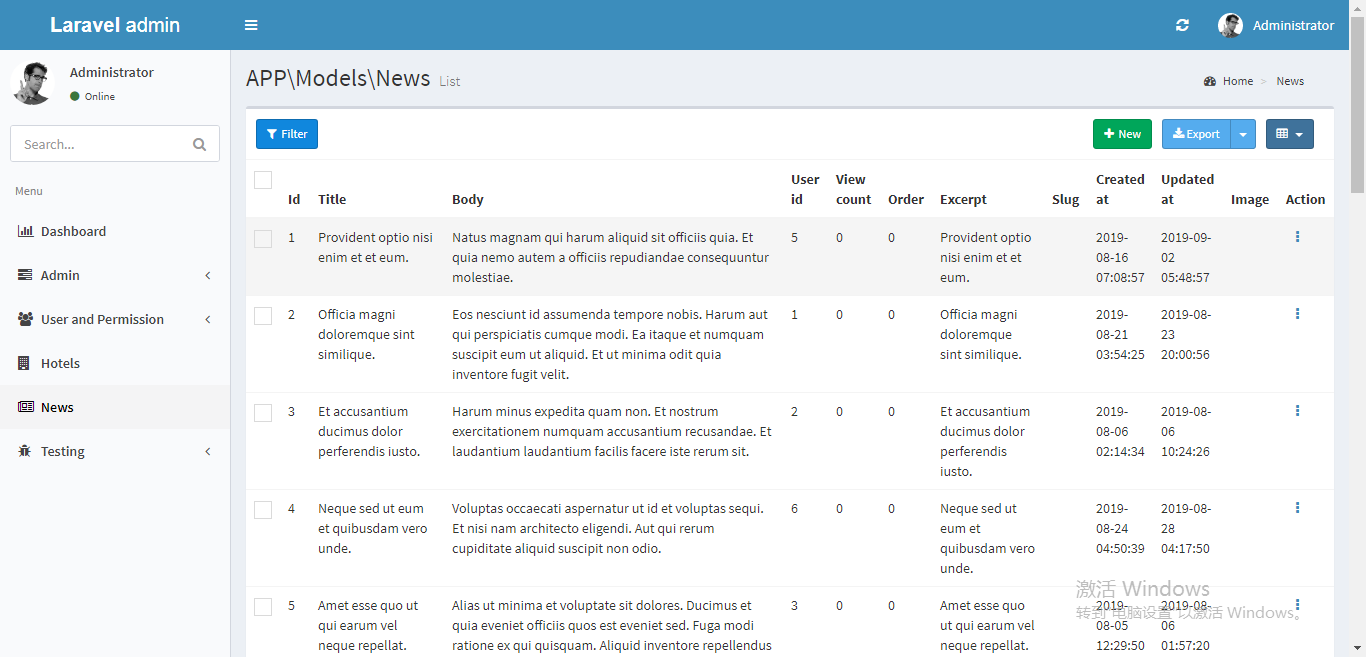 Laravel admin
Administrator
Administrator
Online
Search...
Menu
Dashboard
Admin
User and Permission
Hotels
News
Testing
APP\Models\News List
Home > News
Filter
New
Export
Id
Title
Body
User
id
View
count
Order
Excerpt
Slug
Created
at
Updated
at
Image
Action
1
Provident optio nisi
enim et et eum.
Natus magnam qui harum aliquid sit officiis quia. Et
quia nemo autem a officiis repudiandae consequuntur
molestiae.
5
0
0
Provident optio
nisi enim et et
eum.
2019-
08-16
07:08:57
2019-09-
02
05:48:57
2
Officia magni
doloremque sint
similique.
Eos nesciunt id assumenda tempore nobis. Harum aut
qui perspiciatis cumque modi. Ea itaque et numquam
suscipit eum ut aliquid. Et ut minima odit quia
inventore fugit velit.
1
0
0
Officia magni
doloremque
sint similique.
2019-
08-21
03:54:25
2019-08-
23
20:00:56
3
Et accusantium
ducimus dolor
perferendis iusto.
Harum minus expedita quam non. Et nostrum
exercitationem numquam accusantium recusandae. Et
laudantium laudantium facilis facere iste rerum sit.
2
0
0
Et accusantium
ducimus dolor
perferendis
iusto.
2019-
08-06
02:14:34
2019-08-
06
10:24:26
4
Neque sed ut eum
et quibusdam vero
unde.
Voluptas occaecati aspernatur ut id et voluptas sequi.
Et nisi nam architecto eligendi. Aut qui rerum
cupiditate aliquid suscipit non odio.
6
0
0
Neque sed ut
eum et
quibusdam vero
unde.
2019-
08-24
04:50:39
2019-08-
28
04:17:50
5
Amet esse quo ut
qui earum vel
neque repellat.
Alias ut minima et voluptate sit dolores. Ducimus et
quia eveniet officiis quos est eveniet sed. Fuga modi
ratione ex qui quisquam. Aliquid inventore repellendus
3
0
0
Amet esse quo
ut qui earum vel
neque repellat.
2019-
08-05
12:29:50
2019-08-
06
01:57:20
激活 Windows
转到"电脑设置"以激活 Windows。